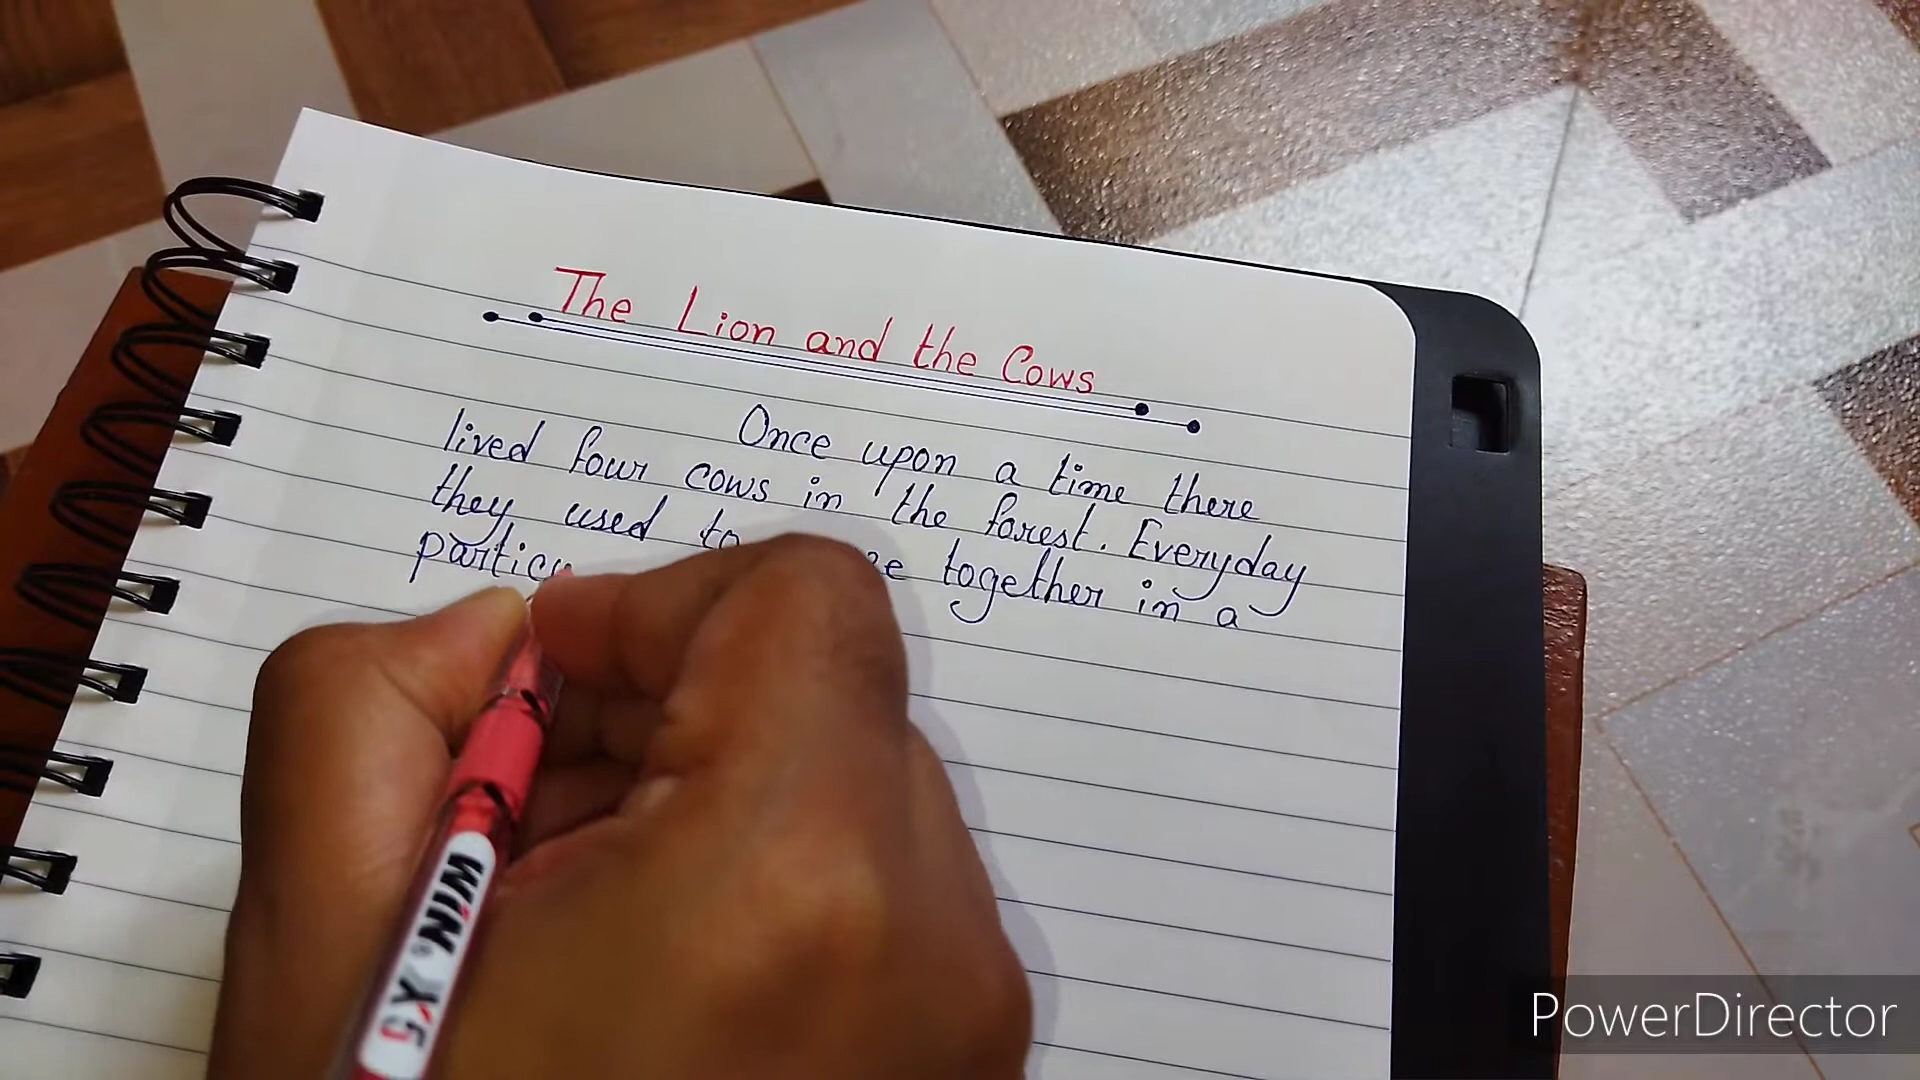 The Lion and the Cows
Once upon a time there
lived four cows in the forest. Everyday
they used to together in a
WIN X5
PowerDirector